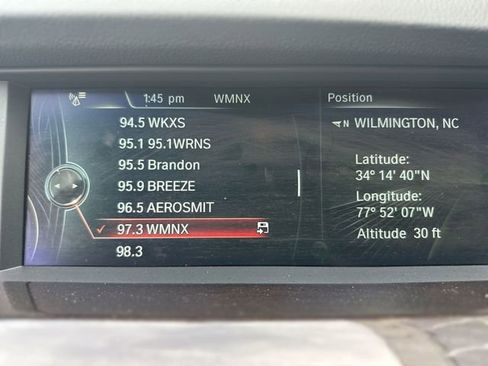 1:45 pm WMNX
94.5 WKXS
95.1 95.1WRNS
95.5 Brandon
95.9 BREEZE
96.5 AEROSMIT
97.3 WMNX
98.3
Position
N WILMINGTON, NC
Latitude:
34° 14' 40"N
Longitude:
77° 52' 07"W
Altitude 30 ft